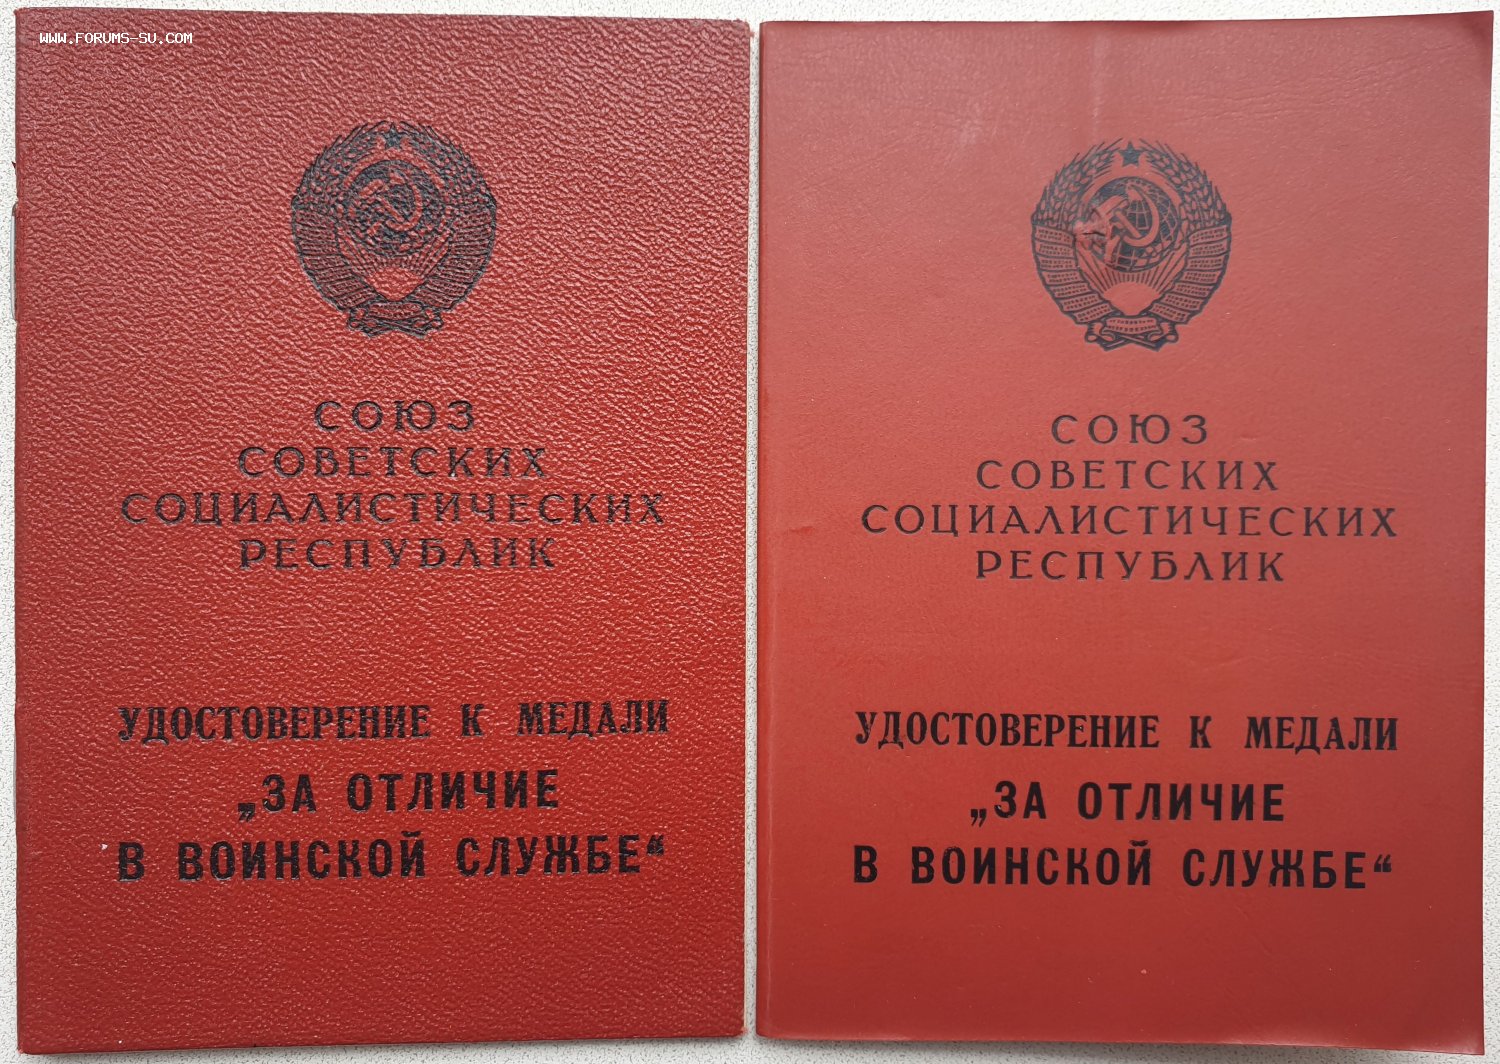 WWW.FORUMS-SU.COM
СОЮЗ
СОВЕТСКИХ
СОЦИАЛИСТИЧЕСКИХ
РЕСПУБЛИК
УДОСТОВЕРЕНИЕ К МЕДАЛИ
„ЗА ОТЛИЧИЕ
В ВОИНСКОЙ СЛУЖБЕ“
СОЮЗ
СОВЕТСКИХ
СОЦИАЛИСТИЧЕСКИХ
РЕСПУБЛИК
УДОСТОВЕРЕНИЕ К МЕДАЛИ
„ЗА ОТЛИЧИЕ
В ВОИНСКОЙ СЛУЖБЕ“